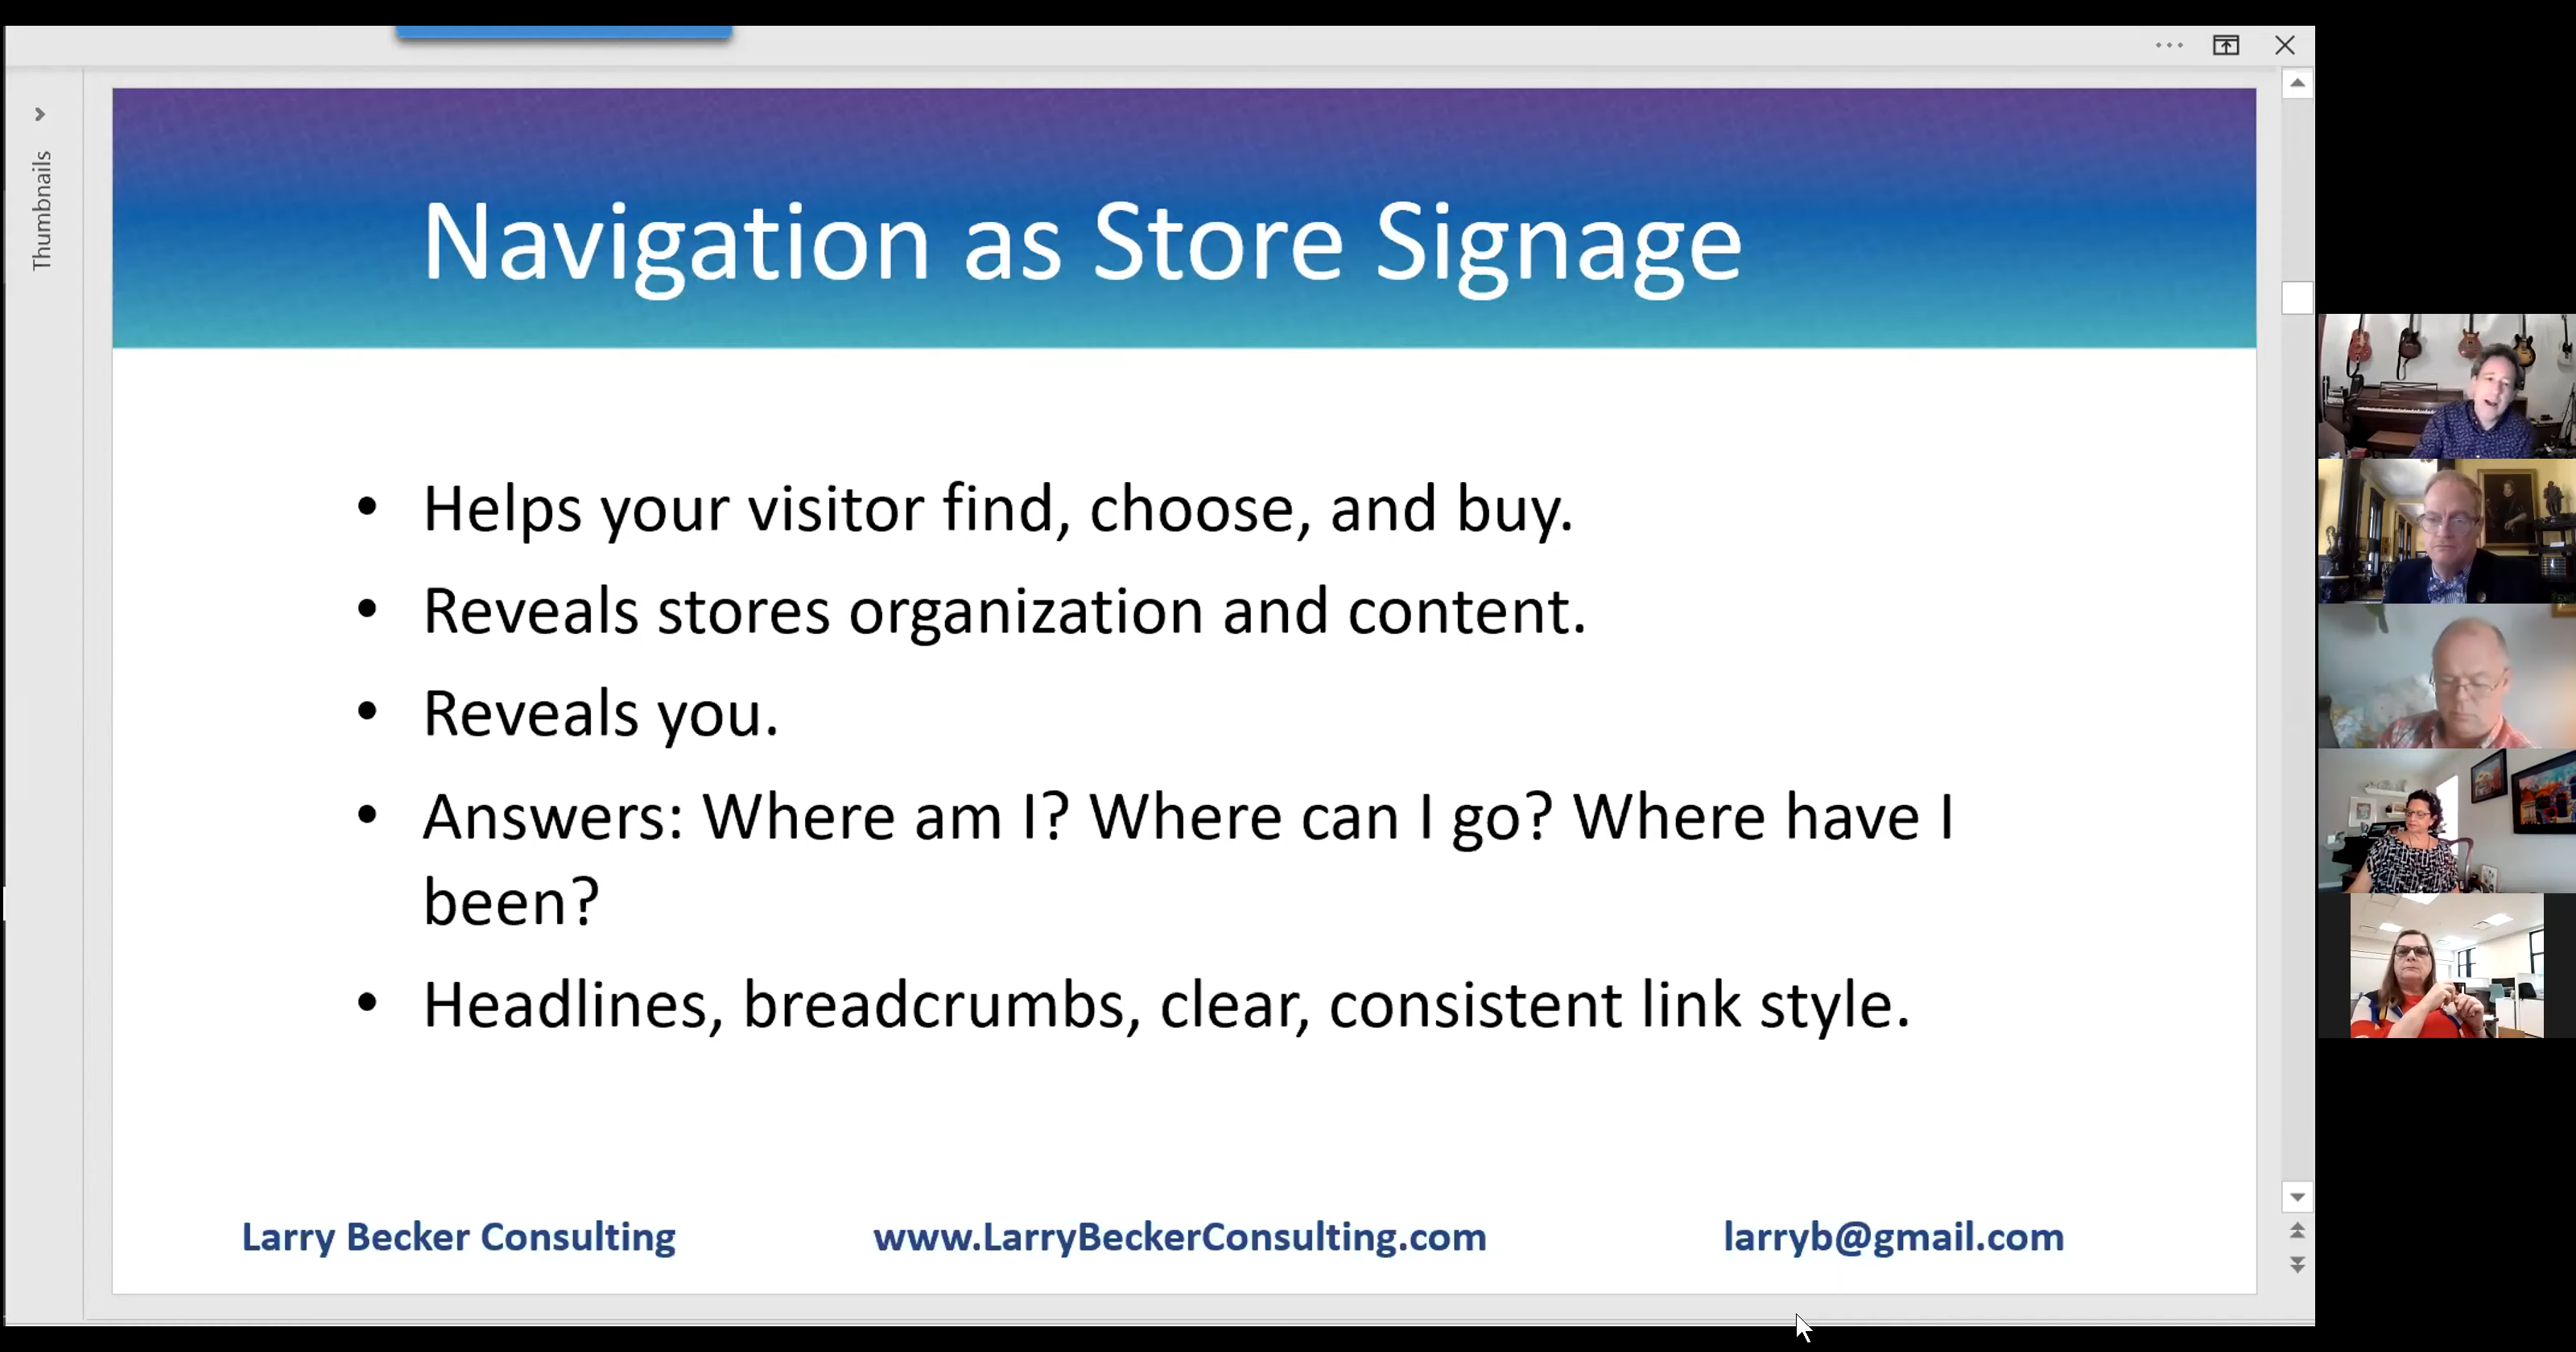 Thumbnails
Navigation as Store Signage
• Helps your visitor find, choose, and buy.
• Reveals stores organization and content.
• Reveals you.
• Answers: Where am I? Where can I go? Where have I
been?
• Headlines, breadcrumbs, clear, consistent link style.
Larry Becker Consulting
www.LarryBeckerConsulting.com
larryb@gmail.com